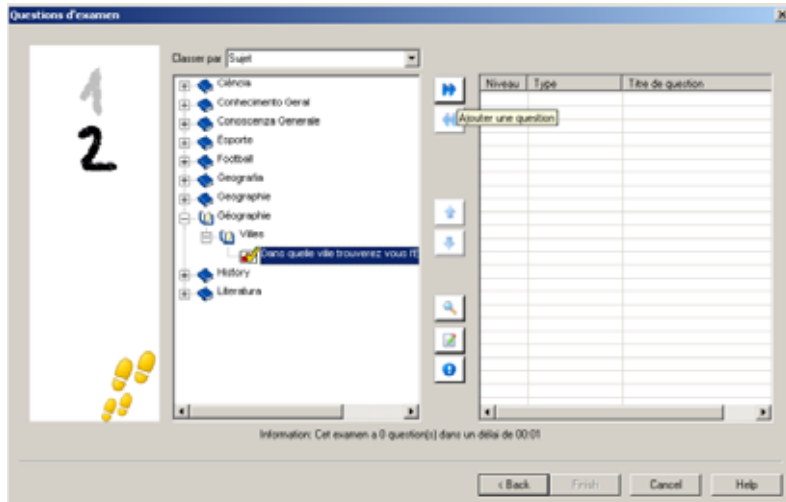 Questions d'examen
1
2
Classer par Sujet
Ciência
Conhecimento Geral
Conoscenza Generale
Esporte
Football
Geografia
Geographie
Géographie
Villes
Dans quelle ville trouverez vous l'E
History
Literatura
Niveau Type Titre de question
Ajouter une question
Information: Cet examen a 0 question(s) dans un délai de 00:01
< Back Finish Cancel Help